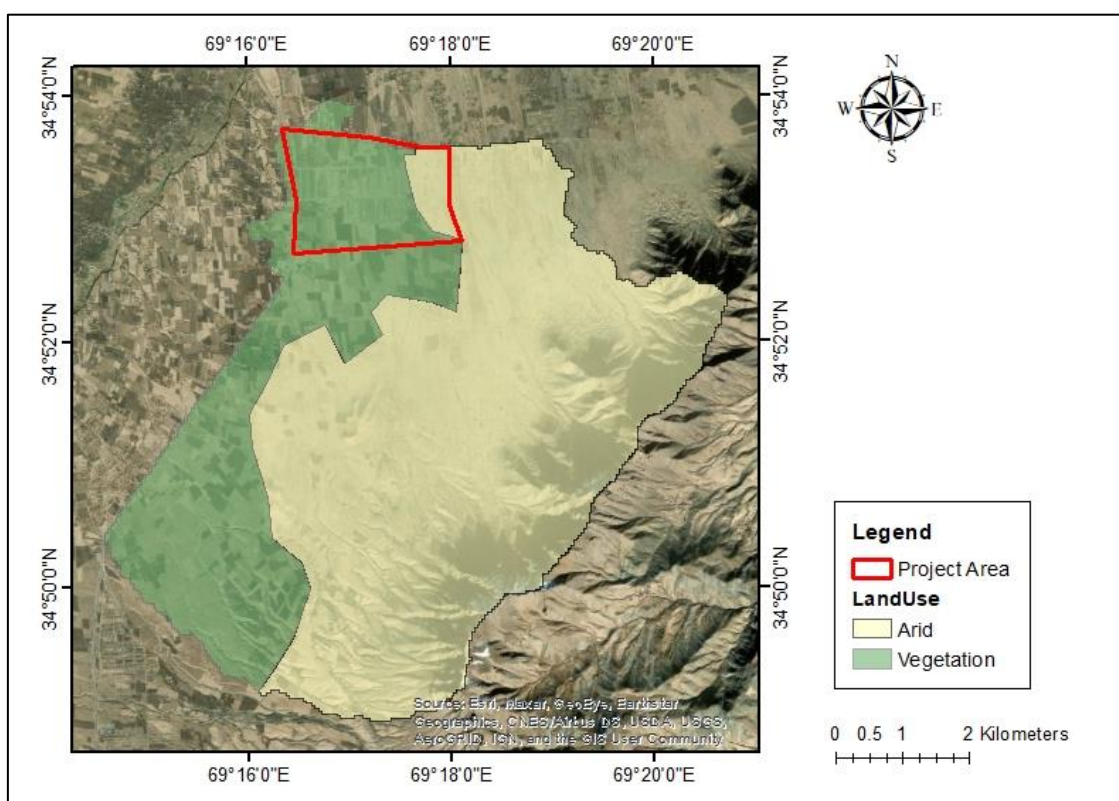 69°16'0"E 69°18'0"E 69°20'0"E
34°54'0"N 34°54'0"N
N
W E
S
34°52'0"N 34°52'0"N
34°50'0"N 34°50'0"N
Legend
Project Area
LandUse
Arid
Vegetation
Source: Esri, Maxar, GeoEye, Earthstar
Geographics, CNES/Airbus DS, USDA, USGS,
AeroGRID, IGN, and the GIS User Community
0 0.5 1 2 Kilometers
69°16'0"E 69°18'0"E 69°20'0"E